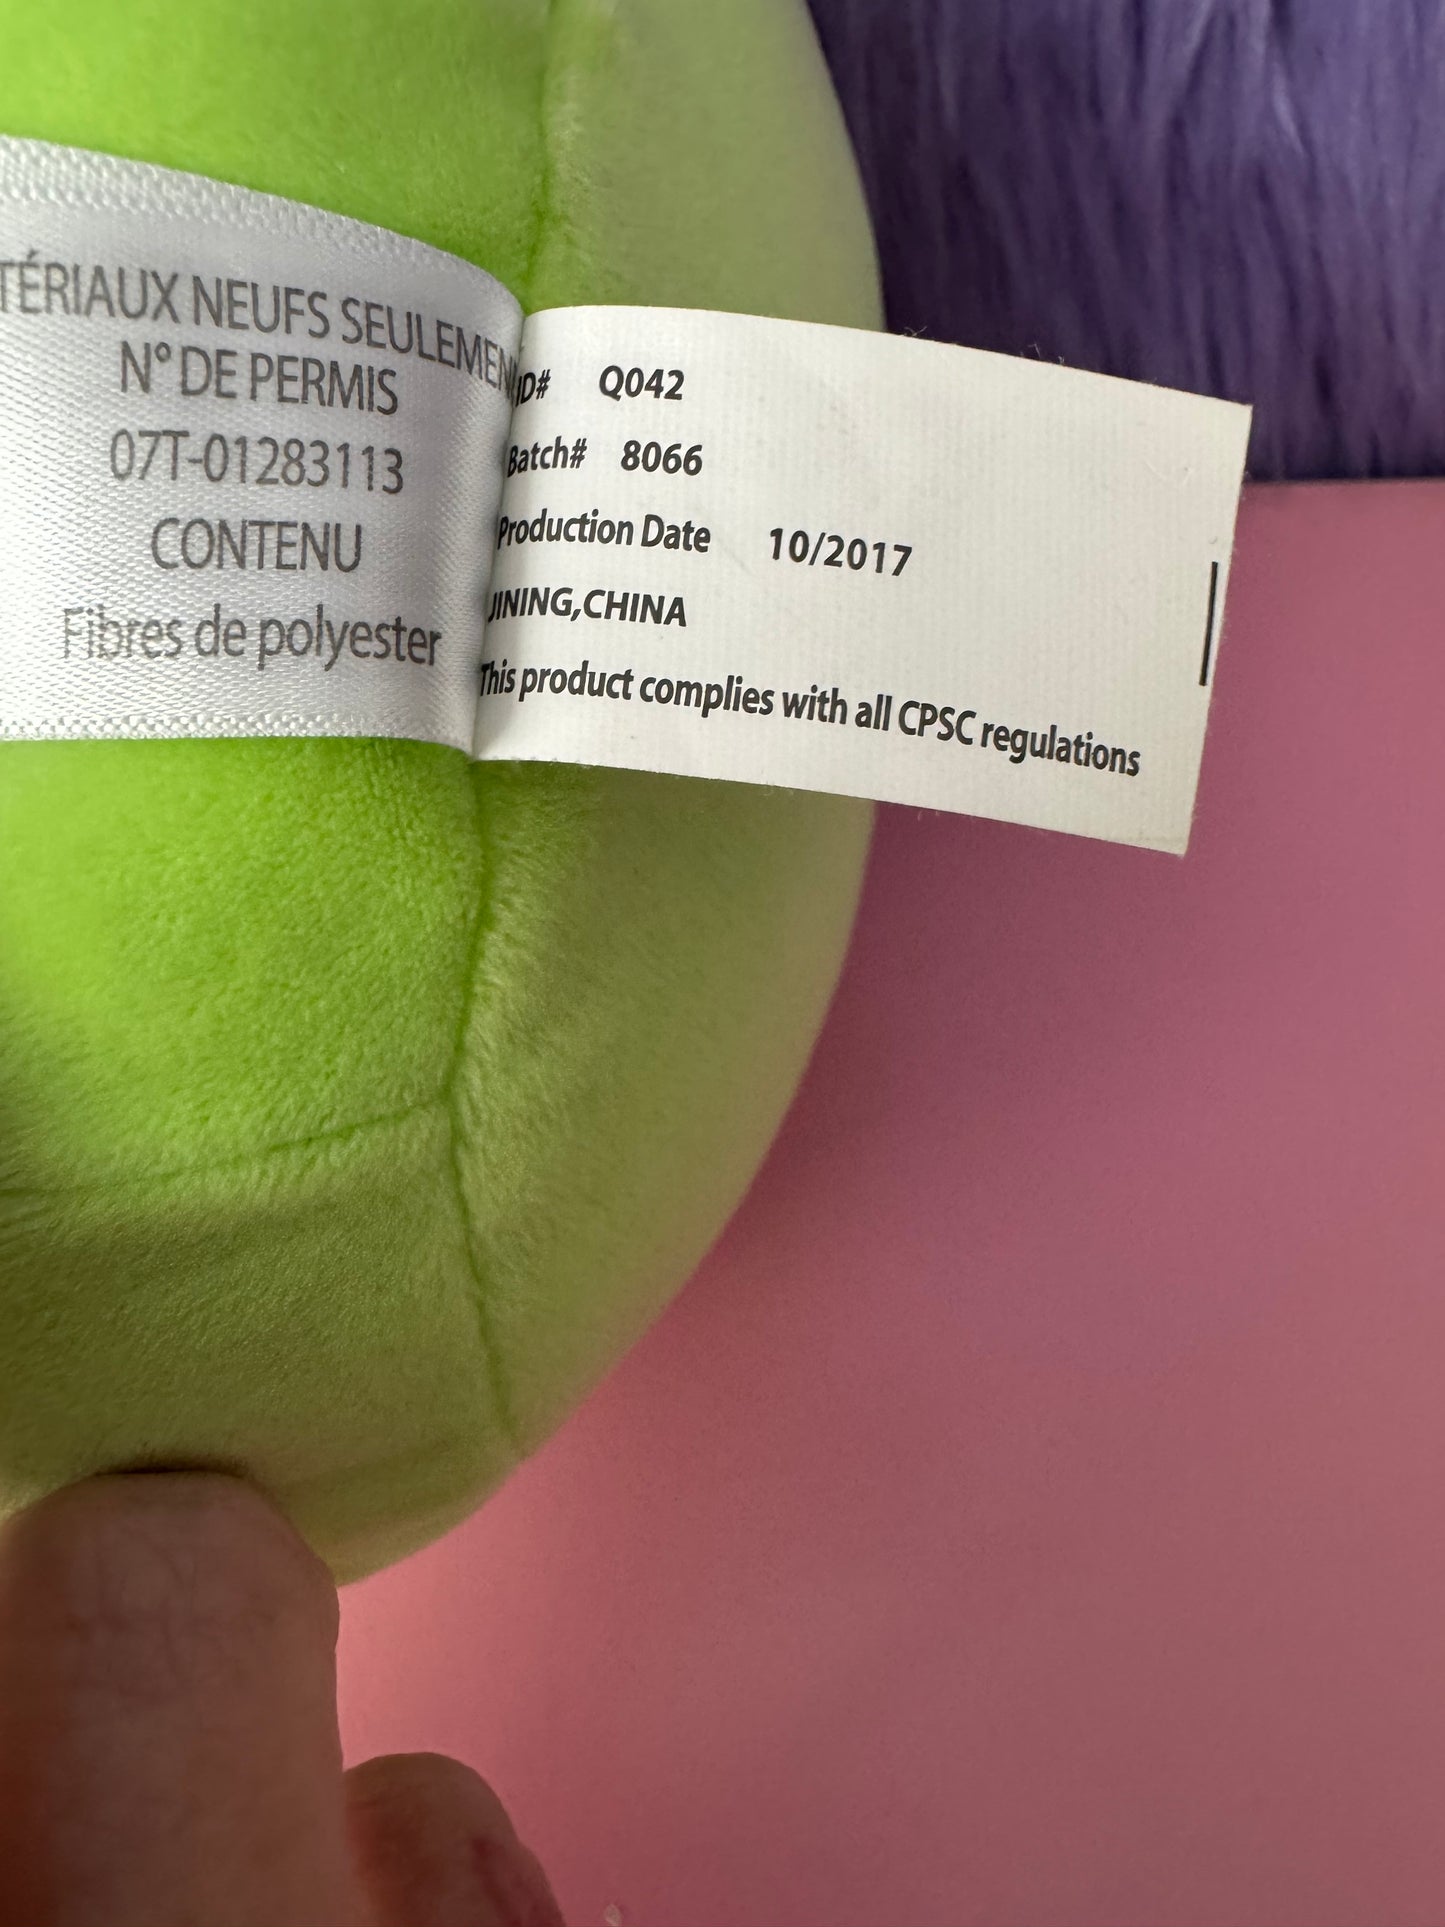 TÉRIAUX NEUFS SEULEMEN
N° DE PERMIS
07T-01283113
CONTENU
Fibres de polyester
ID# Q042
Batch# 8066
Production Date 10/2017
JINING,CHINA
This product complies with all CPSC regulations